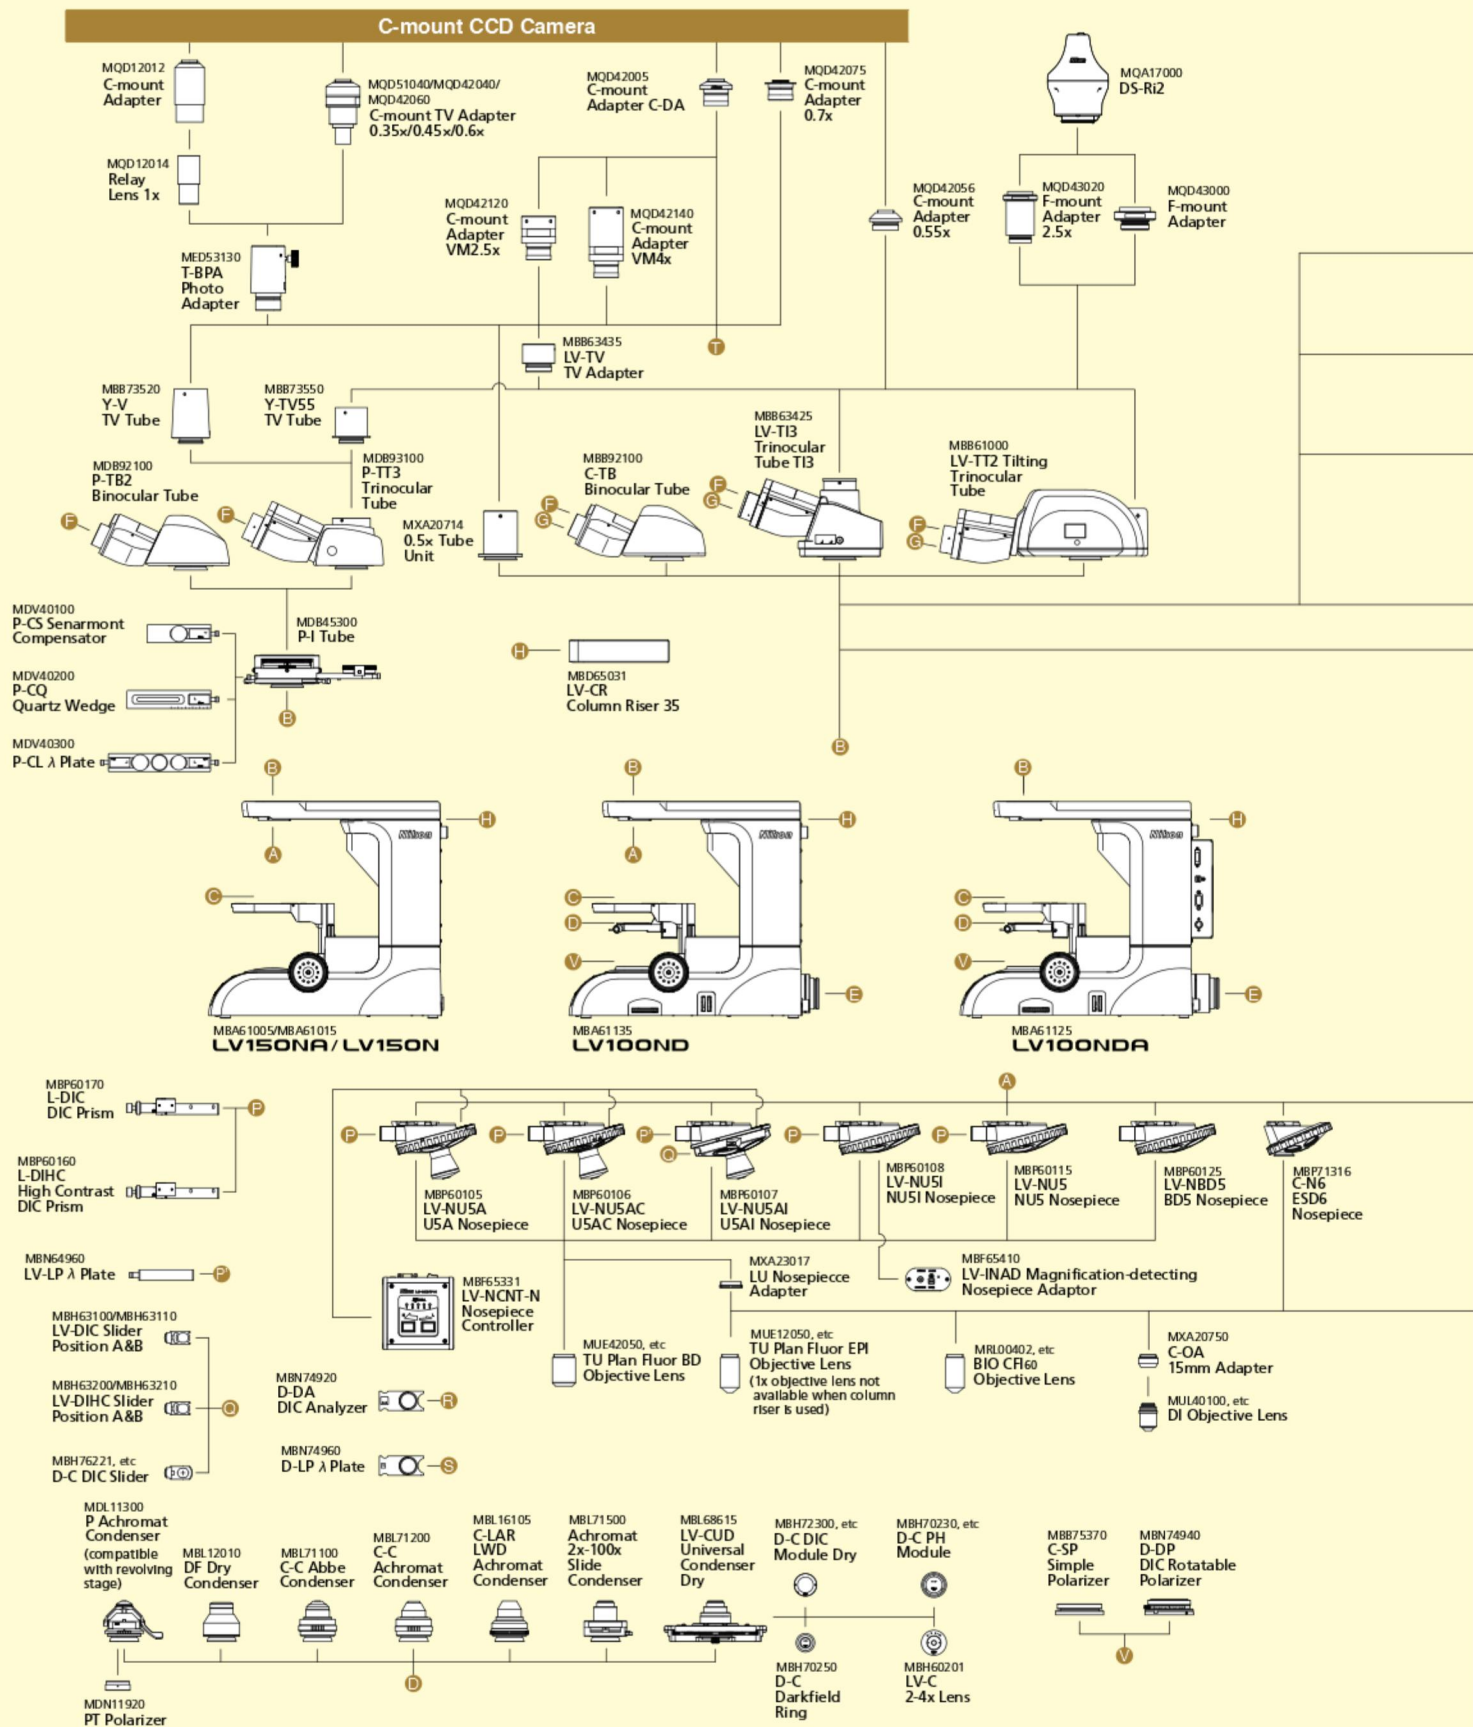 C-mount CCD Camera
MQD12012
C-mount
Adapter
MQD51040/MQD42040/
MQD42060
C-mount TV Adapter
0.35x/0.45x/0.6x
MQD42005
C-mount
Adapter C-DA
MQD42075
C-mount
Adapter
0.7x
MQA17000
DS-Ri2
MQD12014
Relay
Lens 1x
MQD42120
C-mount
Adapter
VM2.5x
MQD42140
C-mount
Adapter
VM4x
MQD42056
C-mount
Adapter
0.55x
MQD43020
F-mount
Adapter
2.5x
MQD43000
F-mount
Adapter
MED53130
T-BPA
Photo
Adapter
MBB63435
LV-TV
TV Adapter
T
MBB73520
Y-V
TV Tube
MBB73550
Y-TV55
TV Tube
MDB92100
P-TB2
Binocular Tube
F
MDB93100
P-TT3
Trinocular
Tube
F
MXA20714
0.5x Tube
Unit
MBB92100
C-TB
Binocular Tube
F
G
MBB63425
LV-TI3
Trinocular
Tube TI3
F
G
MBB61000
LV-TT2 Tilting
Trinocular
Tube
F
G
MDV40100
P-CS Senarmont
Compensator
MDB45300
P-I Tube
MDV40200
P-CQ
Quartz Wedge
B
MDV40300
P-CL λ Plate
H
MBD65031
LV-CR
Column Riser 35
B
B
H
Nikon
A
C
MBA61005/MBA61015
LV150NA/LV150N
B
H
Nikon
A
C
D
V
E
MBA61135
LV100ND
B
H
Nikon
C
D
V
E
MBA61125
LV100NDA
MBP60170
L-DIC
DIC Prism
P
MBP60160
L-DIHC
High Contrast
DIC Prism
A
P
MBP60105
LV-NU5A
U5A Nosepiece
P
MBP60106
LV-NU5AC
U5AC Nosepiece
P'
Q
MBP60107
LV-NU5AI
U5AI Nosepiece
P
MBP60108
LV-NU5I
NU5I Nosepiece
P
MBP60115
LV-NU5
NU5 Nosepiece
MBP60125
LV-NBD5
BD5 Nosepiece
MBP71316
C-N6
ESD6
Nosepiece
MBN64960
LV-LP λ Plate
P'
MBF65331
LV-NCNT-N
Nosepiece
Controller
MXA23017
LU Nosepiecce
Adapter
MBF65410
LV-INAD Magnification-detecting
Nosepiece Adaptor
MBH63100/MBH63110
LV-DIC Slider
Position A&B
MBH63200/MBH63210
LV-DIHC Slider
Position A&B
Q
MBH76221, etc
D-C DIC Slider
MUE42050, etc
TU Plan Fluor BD
Objective Lens
MUE12050, etc
TU Plan Fluor EPI
Objective Lens
(1x objective lens not
available when column
riser is used)
MRL00402, etc
BIO CFI60
Objective Lens
MXA20750
C-OA
15mm Adapter
MUL40100, etc
DI Objective Lens
MBN74920
D-DA
DIC Analyzer
R
MBN74960
D-LP λ Plate
S
MDL11300
P Achromat
Condenser
(compatible
with revolving
stage)
MBL12010
DF Dry
Condenser
MBL71100
C-C Abbe
Condenser
MBL71200
C-C
Achromat
Condenser
MBL16105
C-LAR
LWD
Achromat
Condenser
MBL71500
Achromat
2x-100x
Slide
Condenser
MBL68615
LV-CUD
Universal
Condenser
Dry
MBH72300, etc
D-C DIC
Module Dry
MBH70230, etc
D-C PH
Module
MBB75370
C-SP
Simple
Polarizer
MBN74940
D-DP
DIC Rotatable
Polarizer
V
D
MDN11920
PT Polarizer
MBH70250
D-C
Darkfield
Ring
MBH60201
LV-C
2-4x Lens